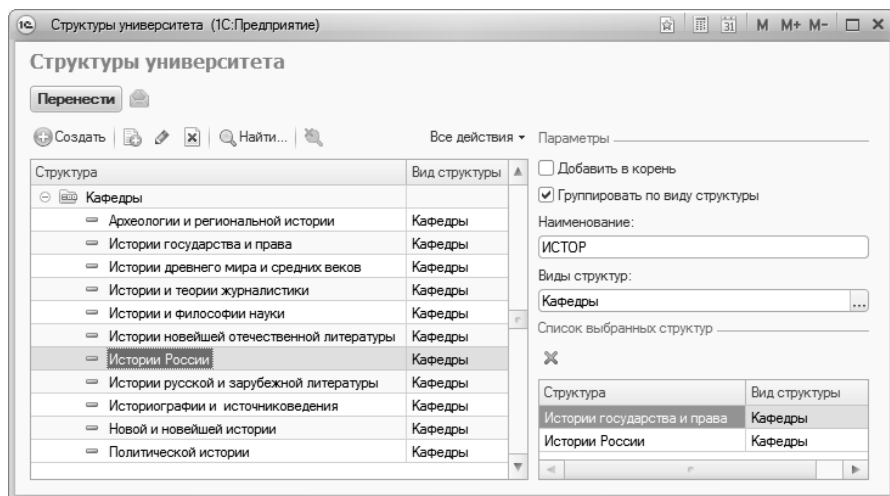 1С Структуры университета (1С:Предприятие) 31 M M+ M-
Структуры университета
Перенести
Создать Найти... Все действия
Структура Вид структуры
Кафедры
Археологии и региональной истории Кафедры
Истории государства и права Кафедры
Истории древнего мира и средних веков Кафедры
Истории и теории журналистики Кафедры
Истории и философии науки Кафедры
Истории новейшей отечественной литературы Кафедры
Истории России Кафедры
Истории русской и зарубежной литературы Кафедры
Историографии и источниковедения Кафедры
Новой и новейшей истории Кафедры
Политической истории Кафедры
Параметры
Добавить в корень
Группировать по виду структуры
Наименование:
ИСТОР
Виды структур:
Кафедры ...
Список выбранных структур
Структура Вид структуры
Истории государства и права Кафедры
Истории России Кафедры